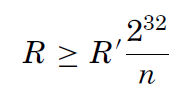 R ≥ R′ 2^32 / n